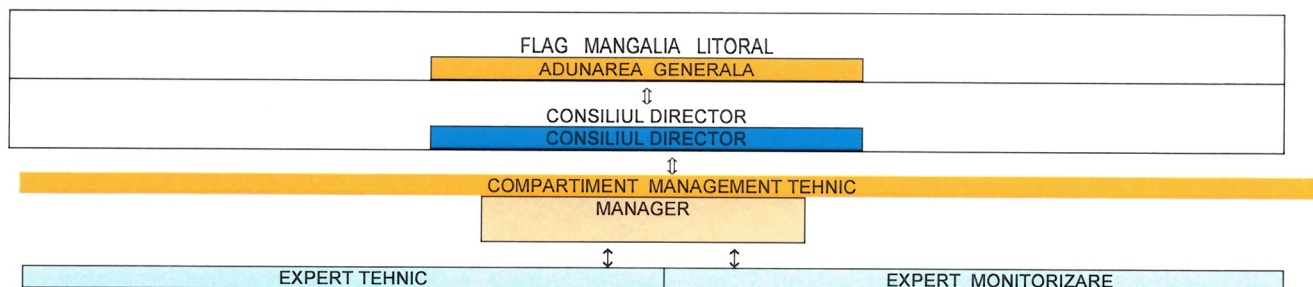 FLAG MANGALIA LITORAL
ADUNAREA GENERALA
CONSILIUL DIRECTOR
CONSILIUL DIRECTOR
COMPARTIMENT MANAGEMENT TEHNIC
MANAGER
EXPERT TEHNIC
EXPERT MONITORIZARE